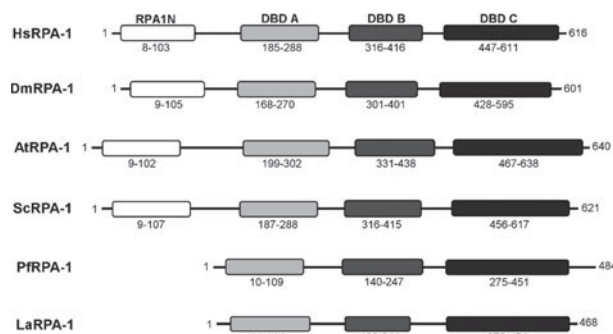 RPA1N DBD A DBD B DBD C
HsRPA-1 1 616
8-103 185-288 316-416 447-611
DmRPA-1 1 601
9-105 168-270 301-401 428-595
AtRPA-1 1 640
9-102 199-302 331-438 467-638
ScRPA-1 1 621
9-107 187-288 316-415 456-617
PfRPA-1 1 484
10-109 140-247 275-451
LaRPA-1 1 468